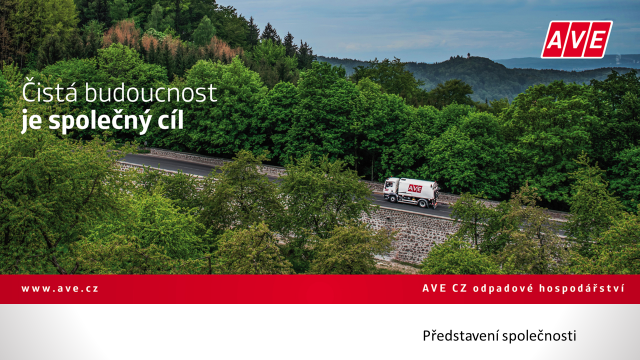 AVE
Čistá budoucnost
je společný cíl
AVE
www.ave.cz
AVE CZ odpadové hospodářství
Představení společnosti